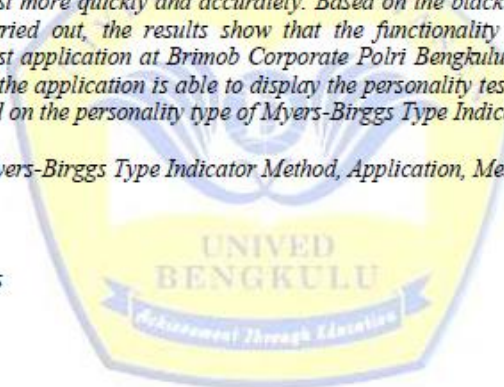 st more quickly and accurately. Based on the black
ried out, the results show that the functionality
st application at Brimob Corporate Polri Bengkulu
the application is able to display the personality tes
d on the personality type of Myers-Birggs Type Indic
yers-Birggs Type Indicator Method, Application, Me
UNIVED
BENGKULU
Achievement Through Education